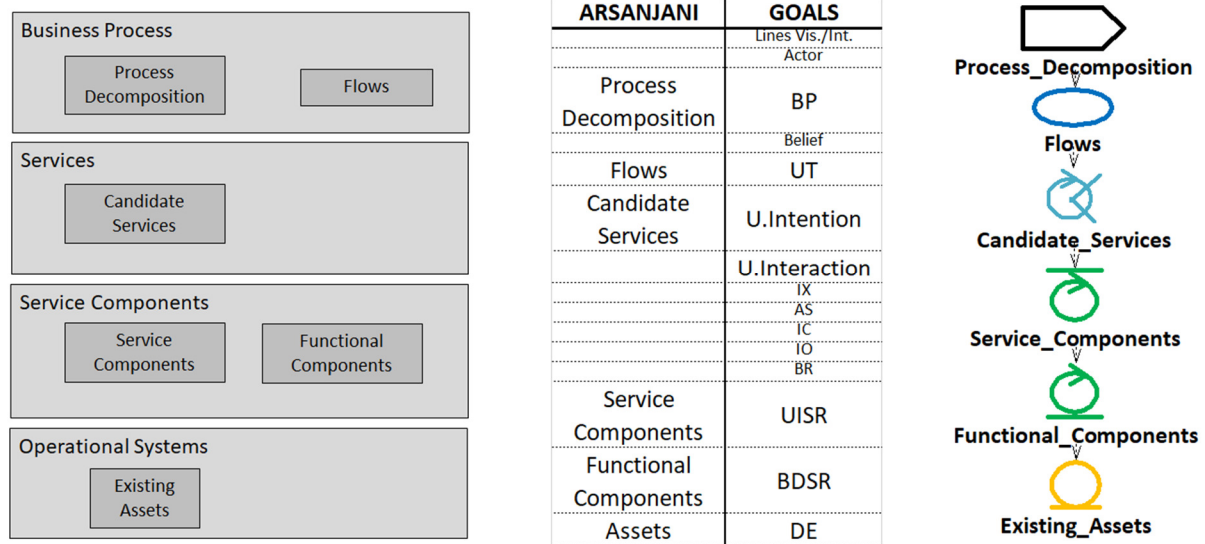 Business Process
Process
Decomposition
Flows
Services
Candidate
Services
Service Components
Service
Components
Functional
Components
Operational Systems
Existing
Assets
ARSANJANI GOALS
Lines Vis./Int.
Actor
Process
Decomposition
BP
Belief
Flows UT
Candidate
Services
U.Intention
U.Interaction
IX
AS
IC
IO
BR
Service
Components
UISR
Functional
Components
BDSR
Assets DE
Process_Decomposition
Flows
Candidate_Services
Service_Components
Functional_Components
Existing_Assets